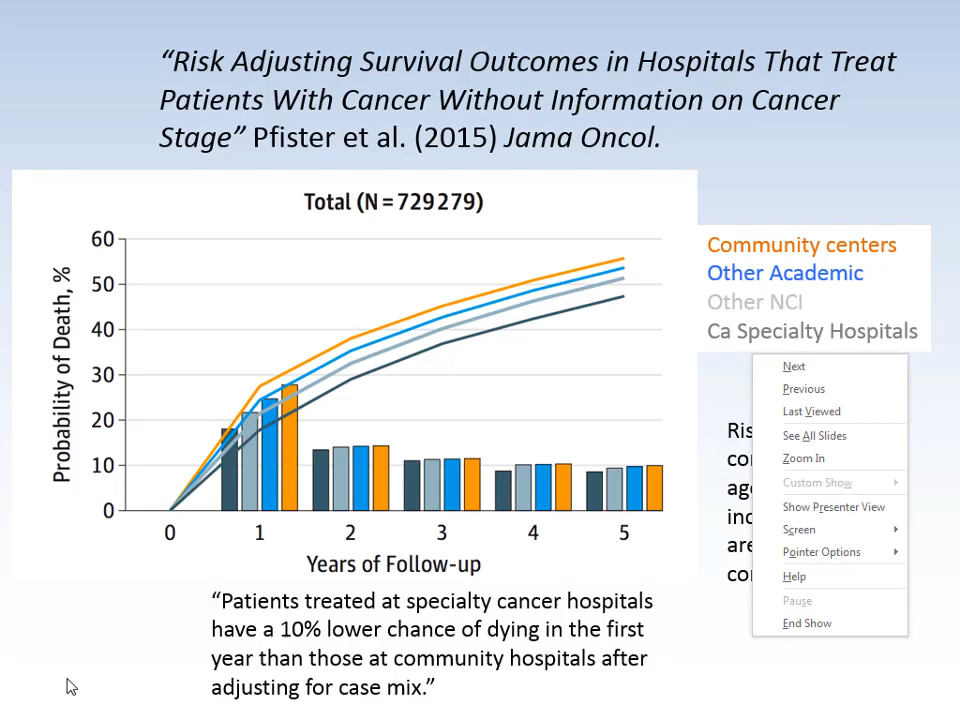 “Risk Adjusting Survival Outcomes in Hospitals That Treat
Patients With Cancer Without Information on Cancer
Stage” Pfister et al. (2015) Jama Oncol.
Total (N = 729 279)
Probability of Death, %
60
50
40
30
20
10
0
0 1 2 3 4 5
Years of Follow-up
Community centers
Other Academic
Other NCI
Ca Specialty Hospitals
Next
Previous
Last Viewed
See All Slides
Zoom In
Custom Show
Show Presenter View
Screen
Pointer Options
Help
Pause
End Show
“Patients treated at specialty cancer hospitals
have a 10% lower chance of dying in the first
year than those at community hospitals after
adjusting for case mix.”